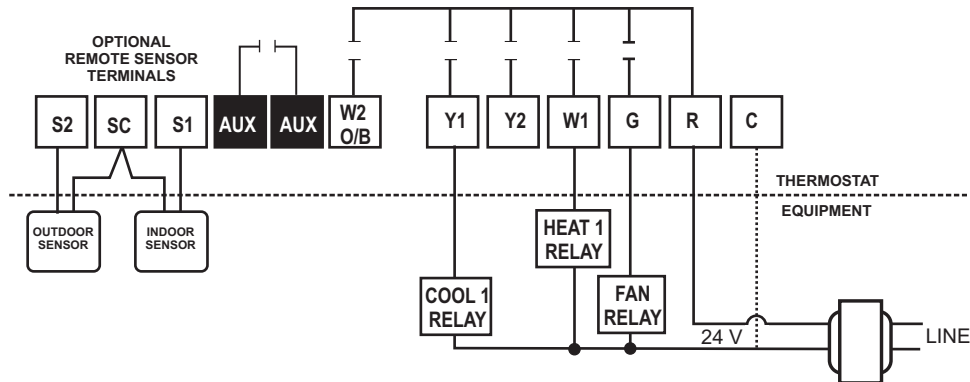 OPTIONAL
REMOTE SENSOR
TERMINALS
S2
SC
S1
AUX
AUX
W2
O/B
Y1
Y2
W1
G
R
C
THERMOSTAT
EQUIPMENT
OUTDOOR
SENSOR
INDOOR
SENSOR
HEAT 1
RELAY
COOL 1
RELAY
FAN
RELAY
24 V
LINE